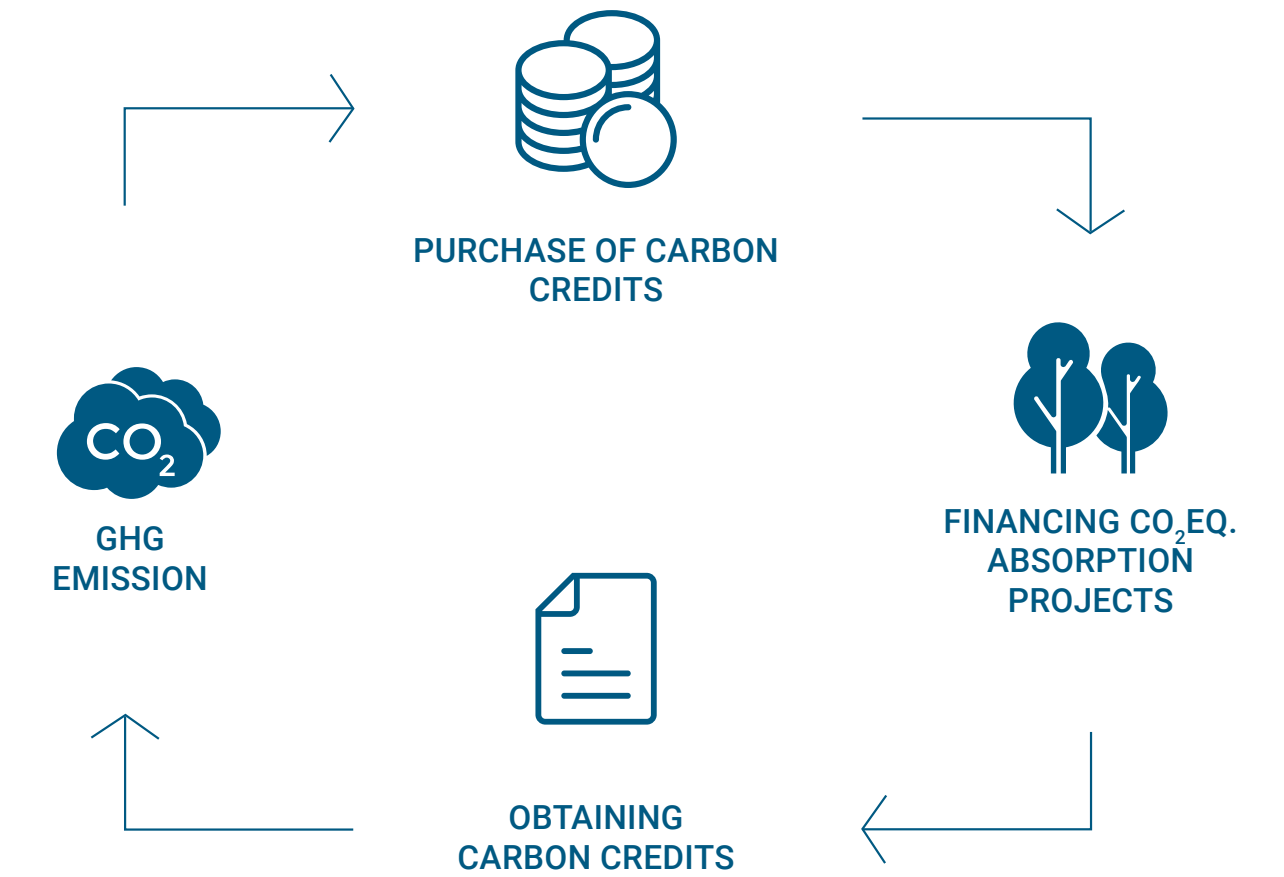 PURCHASE OF CARBON
CREDITS
CO₂
GHG
EMISSION
FINANCING CO₂EQ.
ABSORPTION
PROJECTS
OBTAINING
CARBON CREDITS